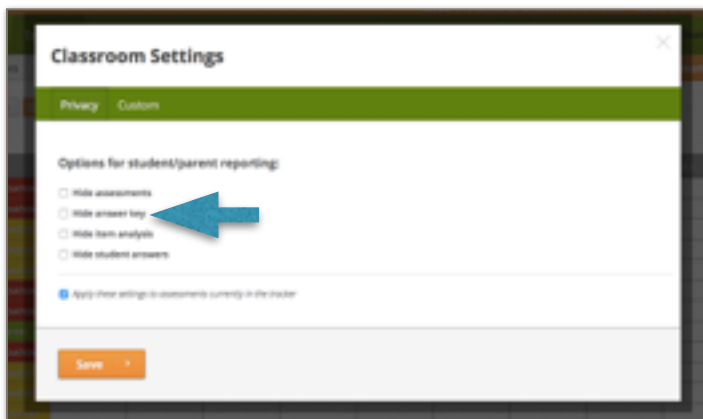 Classroom Settings
Privacy Custom
Options for student/parent reporting:
Hide assessments
Hide answer key
Hide item analysis
Hide student answers
Apply these settings to assessments currently in the tracker
Save